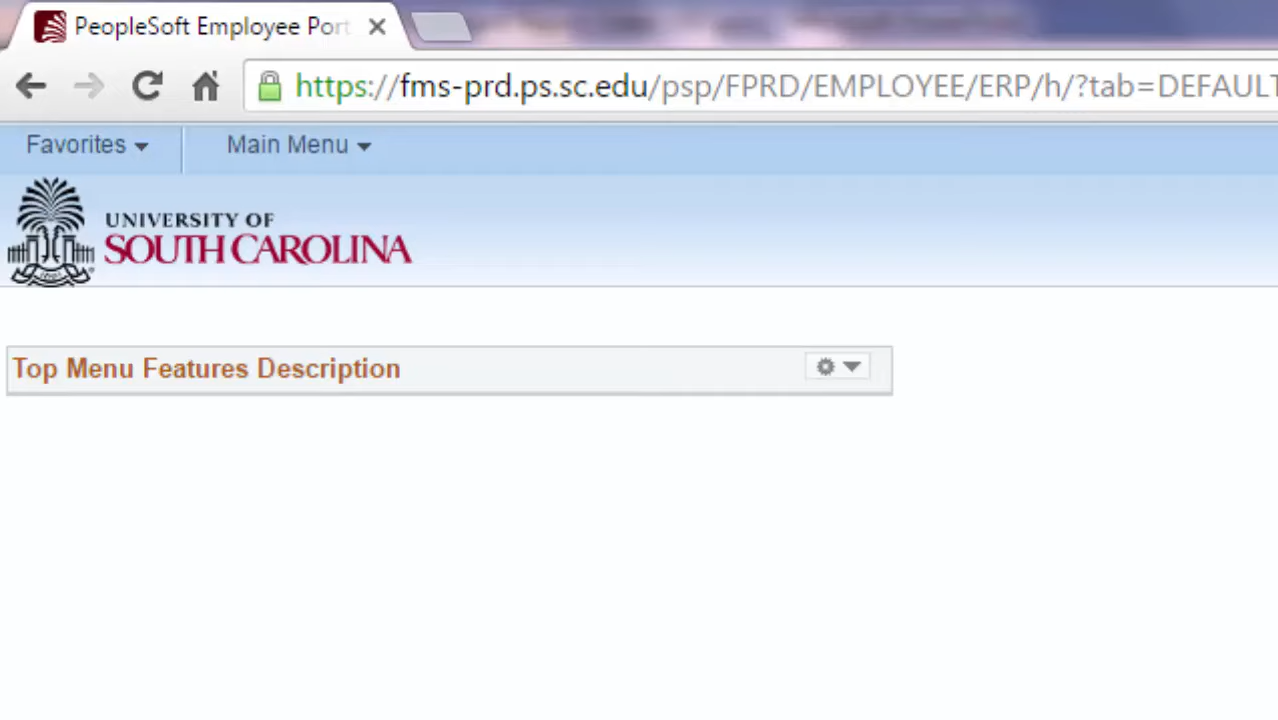 PeopleSoft Employee Port
https://fms-prd.ps.sc.edu/psp/FPRD/EMPLOYEE/ERP/h/?tab=DEFAULT
Favorites
Main Menu
UNIVERSITY OF
SOUTH CAROLINA
Top Menu Features Description